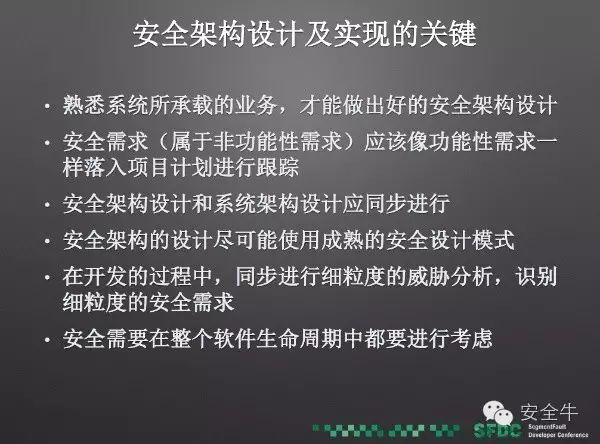 安全架构设计及实现的关键
• 熟悉系统所承载的业务，才能做出好的安全架构设计
• 安全需求（属于非功能性需求）应该像功能性需求一
样落入项目计划进行跟踪
• 安全架构设计和系统架构设计应同步进行
• 安全架构的设计尽可能使用成熟的安全设计模式
• 在开发的过程中，同步进行细粒度的威胁分析，识别
细粒度的安全需求
• 安全需要在整个软件生命周期中都要进行考虑
安全牛
SFDC
SegmentFault
Developer Conference